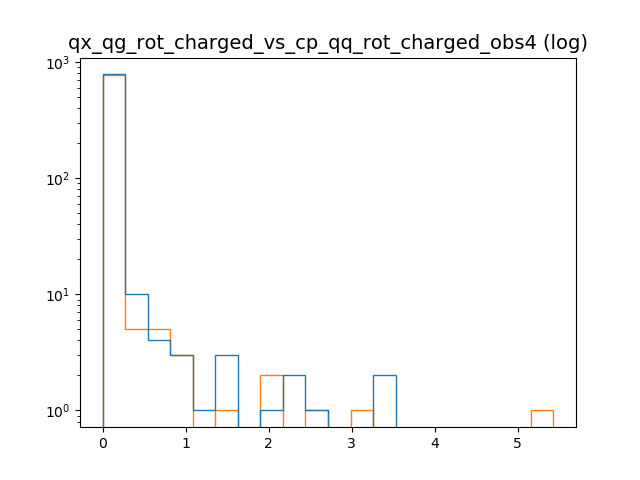 qx_qg_rot_charged_vs_cp_qq_rot_charged_obs4 (log)
10³
10²
10¹
10⁰
0 1 2 3 4 5